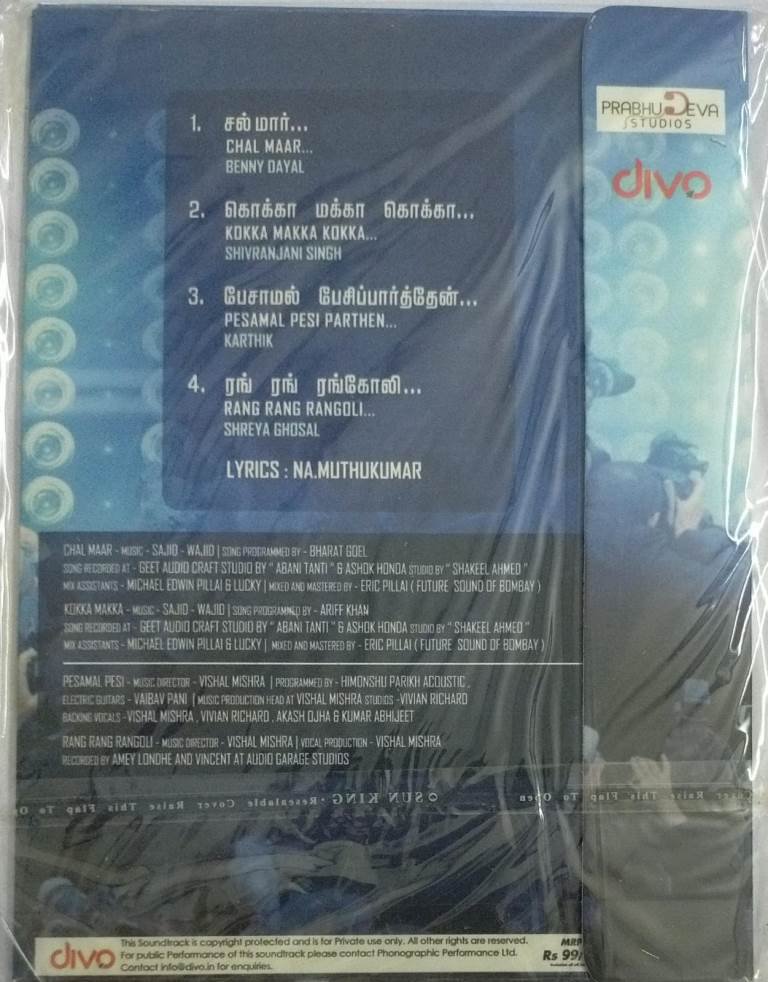 1. சல் மார்...
CHAL MAAR...
BENNY DAYAL
2. கொக்கா மக்கா கொக்கா...
KOKKA MAKKA KOKKA...
SHIVRANJANI SINGH
3. பேசாமல் பேசிப்பார்த்தேன்...
PESAMAL PESI PARTHEN...
KARTHIK
4. ரங் ரங் ரங்கோலி...
RANG RANG RANGOLI...
SHREYA GHOSAL
LYRICS : NA.MUTHUKUMAR
PRABHU DEVA
STUDIOS
divo
CHAL MAAR - MUSIC - SAJID - WAJID | SONG PROGRAMMED BY - BHARAT GOEL
SONG RECORDED AT - GEET AUDIO CRAFT STUDIO BY " ABANI TANTI " & ASHOK HONDA STUDIO BY " SHAKEEL AHMED "
MIX ASSISTANTS - MICHAEL EDWIN PILLAI & LUCKY | MIXED AND MASTERED BY - ERIC PILLAI ( FUTURE SOUND OF BOMBAY )
KOKKA MAKKA - MUSIC - SAJID - WAJID | SONG PROGRAMMED BY - ARIFF KHAN
SONG RECORDED AT - GEET AUDIO CRAFT STUDIO BY " ABANI TANTI " & ASHOK HONDA STUDIO BY " SHAKEEL AHMED "
MIX ASSISTANTS - MICHAEL EDWIN PILLAI & LUCKY | MIXED AND MASTERED BY - ERIC PILLAI ( FUTURE SOUND OF BOMBAY )
PESAMAL PESI - MUSIC DIRECTOR - VISHAL MISHRA | PROGRAMMED BY - HIMONSHU PARIKH ACOUSTIC ,
ELECTRIC GUITARS - VAIBAV PANI | MUSIC PRODUCTION HEAD AT VISHAL MISHRA STUDIOS -VIVIAN RICHARD
BACKING VOCALS - VISHAL MISHRA , VIVIAN RICHARD , AKASH OJHA & KUMAR ABHIJEET
RANG RANG RANGOLI - MUSIC DIRECTOR - VISHAL MISHRA | VOCAL PRODUCTION - VISHAL MISHRA
RECORDED BY AMEY LONDHE AND VINCENT AT AUDIO GARAGE STUDIOS
Cover Raise This Flap To Open © SUN KING · Resealable Cover Raise This Flap To Op
divo
This Soundtrack is copyright protected and is for Private use only. All other rights are reserved.
For public Performance of this soundtrack please contact Phonographic Performance Ltd.
Contact info@divo.in for enquiries.
MRP
Rs 99/